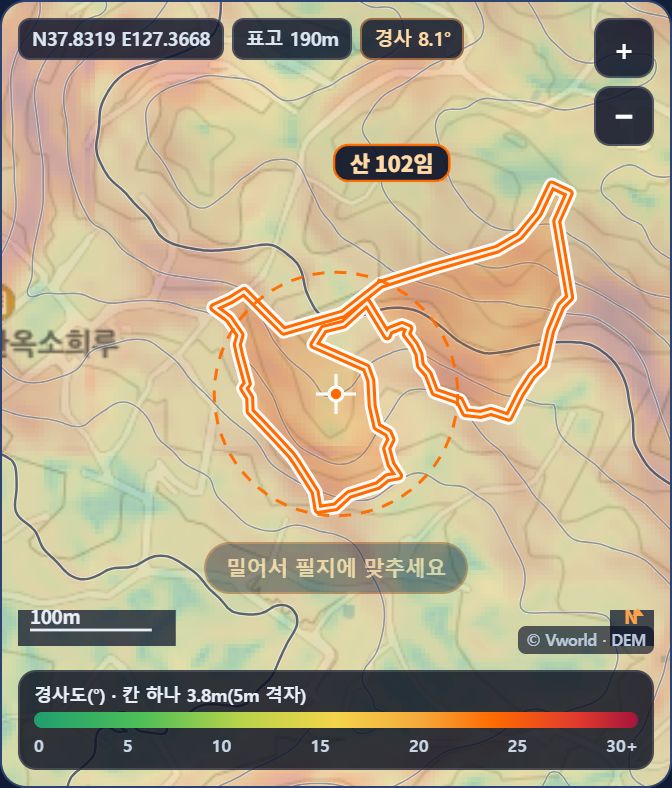 N37.8319 E127.3668
표고 190m
경사 8.1°
+
−
산 102임
옥소희루
밀어서 필지에 맞추세요
100m
N
© Vworld · DEM
경사도(°) · 칸 하나 3.8m(5m 격자)
0 5 10 15 20 25 30+